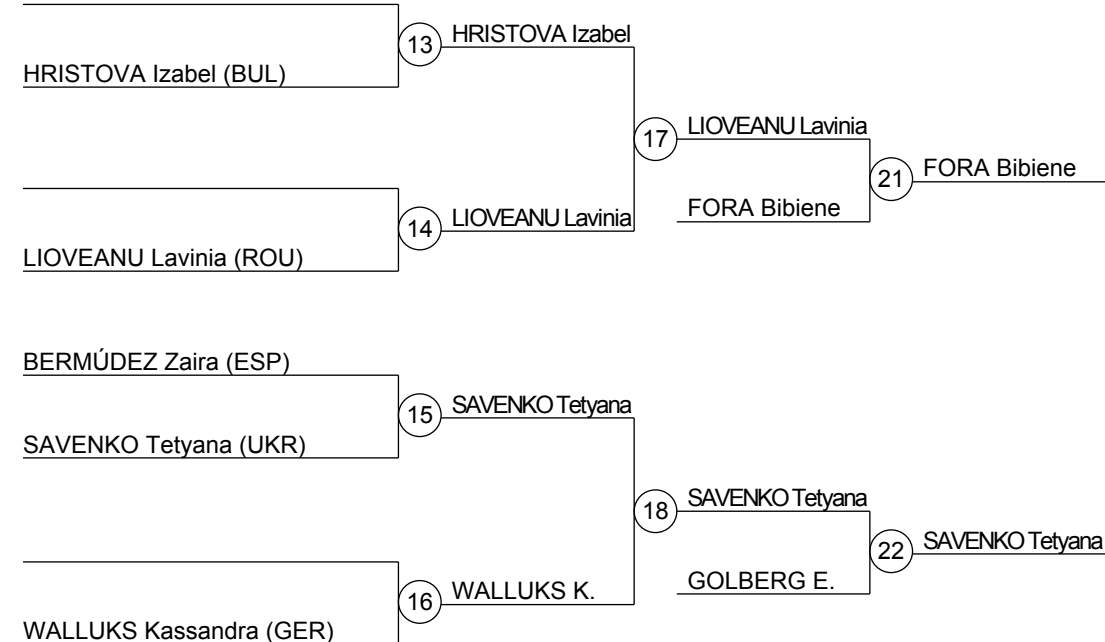 13 HRISTOVA Izabel
HRISTOVA Izabel (BUL)
17 LIOVEANU Lavinia
21 FORA Bibiene
FORA Bibiene
14 LIOVEANU Lavinia
LIOVEANU Lavinia (ROU)
BERMÚDEZ Zaira (ESP)
15 SAVENKO Tetyana
SAVENKO Tetyana (UKR)
18 SAVENKO Tetyana
22 SAVENKO Tetyana
GOLBERG E.
16 WALLUKS K.
WALLUKS Kassandra (GER)